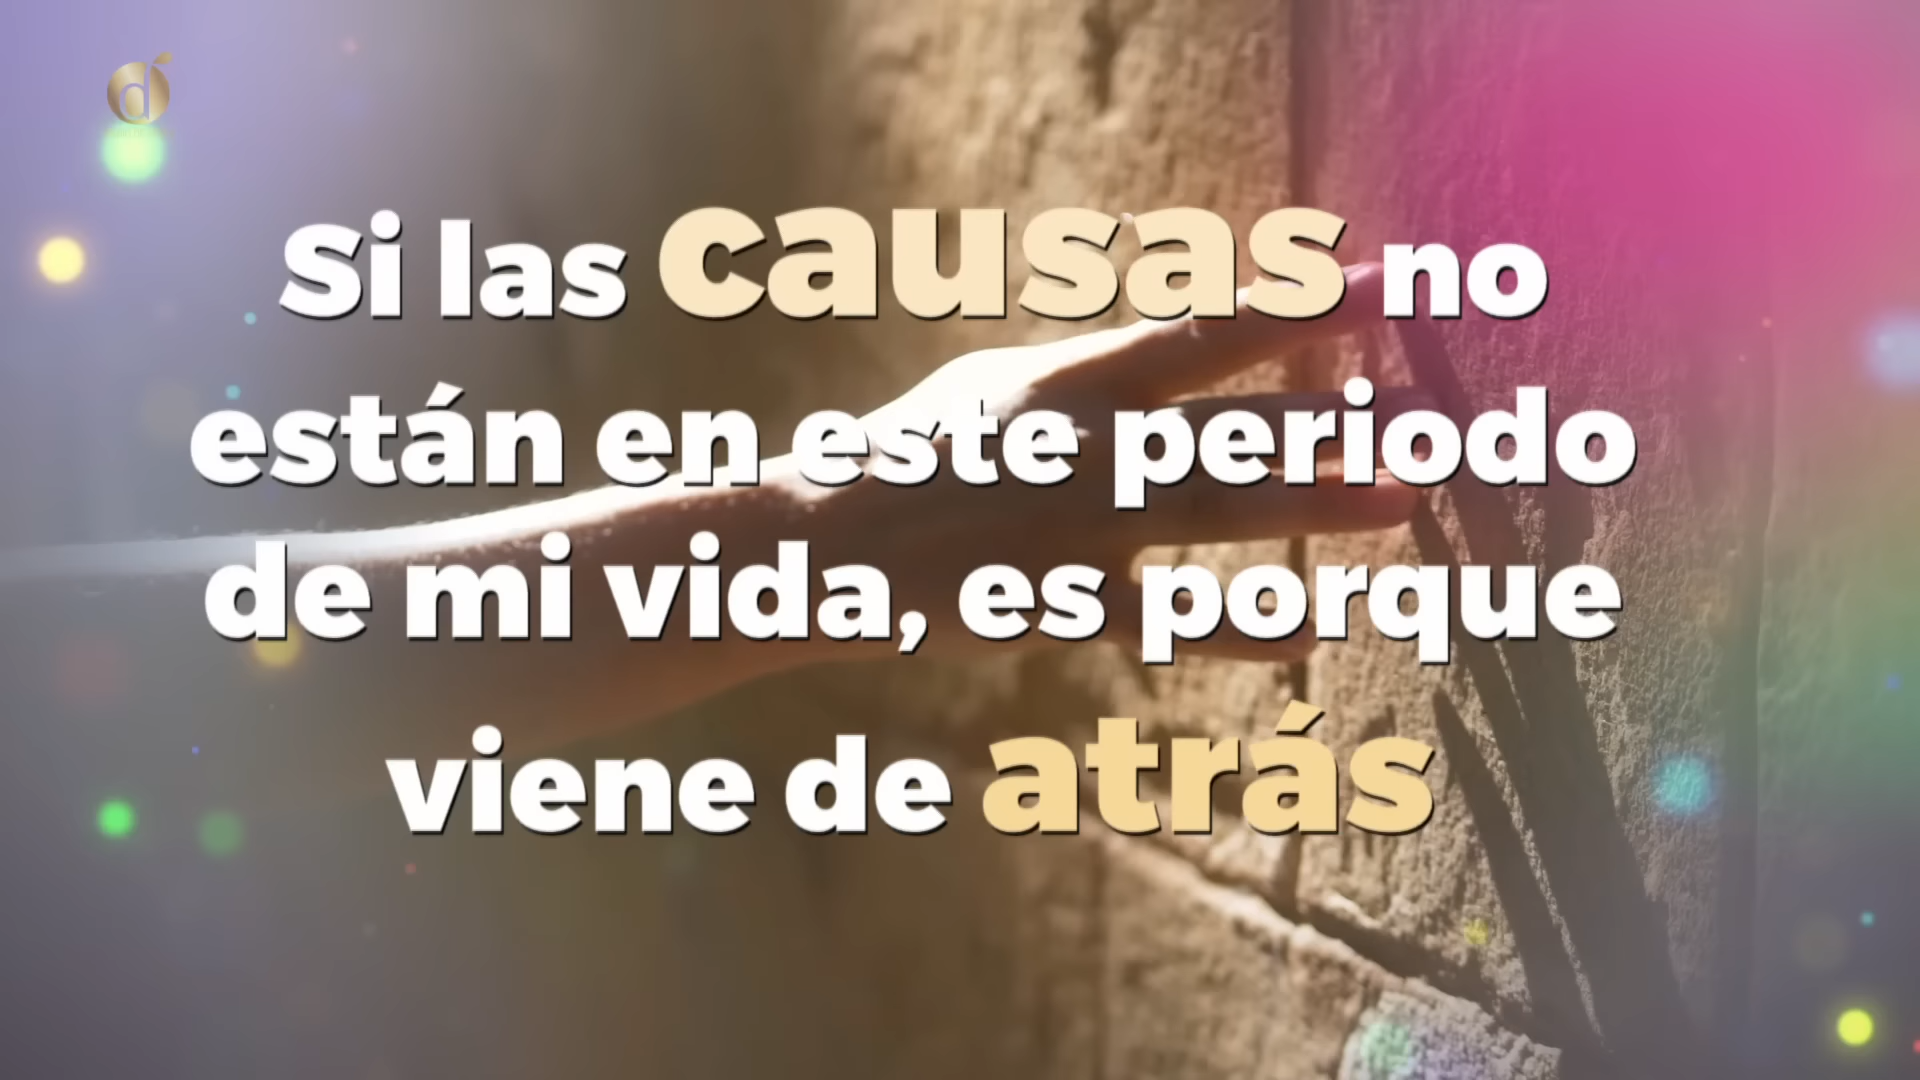 Si las causas no
están en este periodo
de mi vida, es porque
viene de atrás